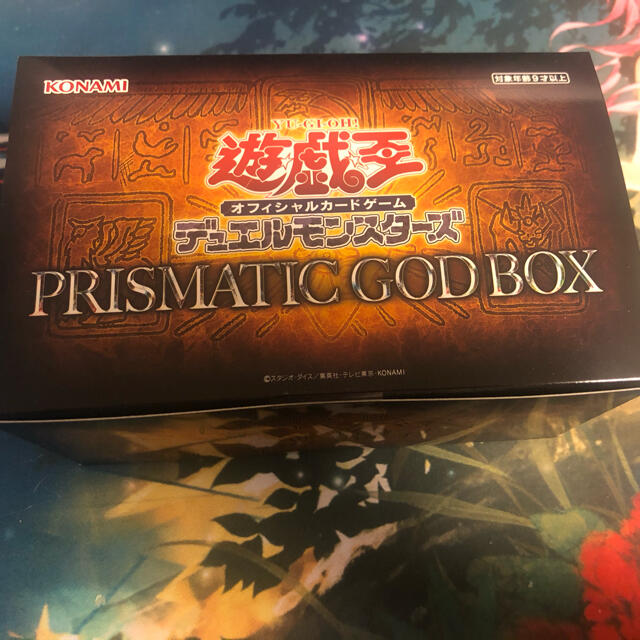 KONAMI
対象年齢9才以上
YU-GI-OH!
遊☆戯☆王
オフィシャルカードゲーム
デュエルモンスターズ
PRISMATIC GOD BOX
©スタジオ・ダイス/集英社・テレビ東京・KONAMI